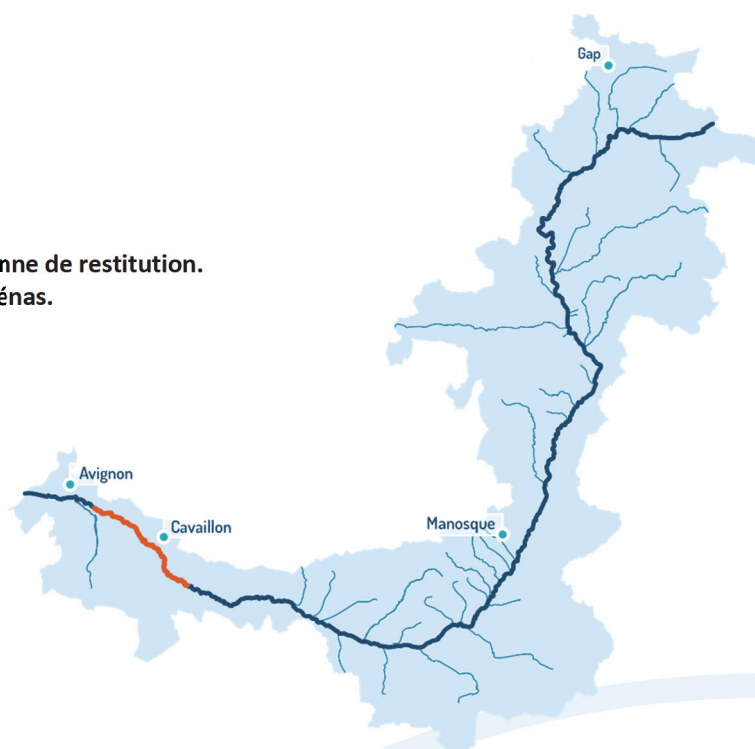 Gap
nne de restitution.
énas.
Avignon
Cavaillon
Manosque